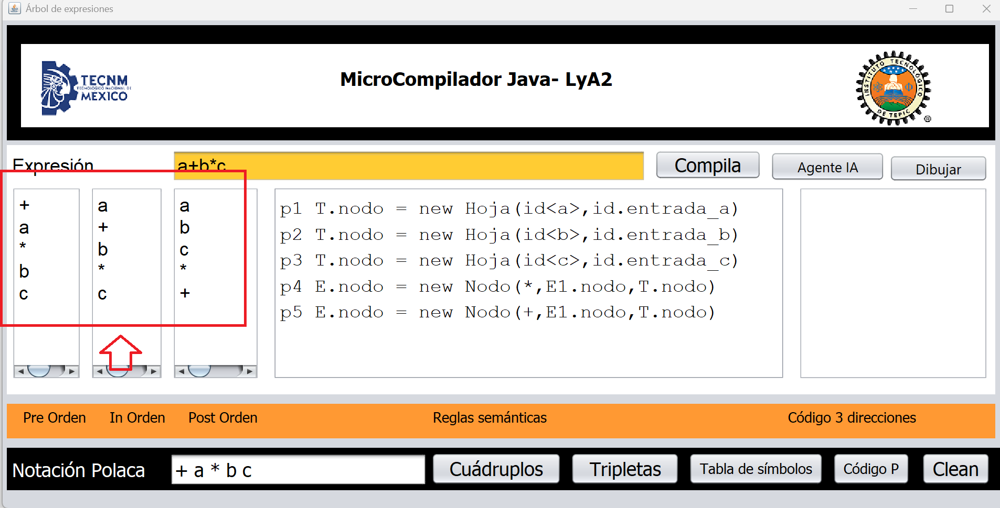 Árbol de expresiones
TECNM
TECNOLÓGICO NACIONAL DE
MEXICO
MicroCompilador Java- LyA2
INSTITUTO TECNOLOGICO
DE TEPIC
®
Expresión
a+b*c
Compila
Agente IA
Dibujar
+
a
*
b
c
a
+
b
*
c
a
b
c
*
+
p1 T.nodo = new Hoja(id<a>,id.entrada_a)
p2 T.nodo = new Hoja(id<b>,id.entrada_b)
p3 T.nodo = new Hoja(id<c>,id.entrada_c)
p4 E.nodo = new Nodo(*,E1.nodo,T.nodo)
p5 E.nodo = new Nodo(+,E1.nodo,T.nodo)
Pre Orden
In Orden
Post Orden
Reglas semánticas
Código 3 direcciones
Notación Polaca
+ a * b c
Cuádruplos
Tripletas
Tabla de símbolos
Código P
Clean